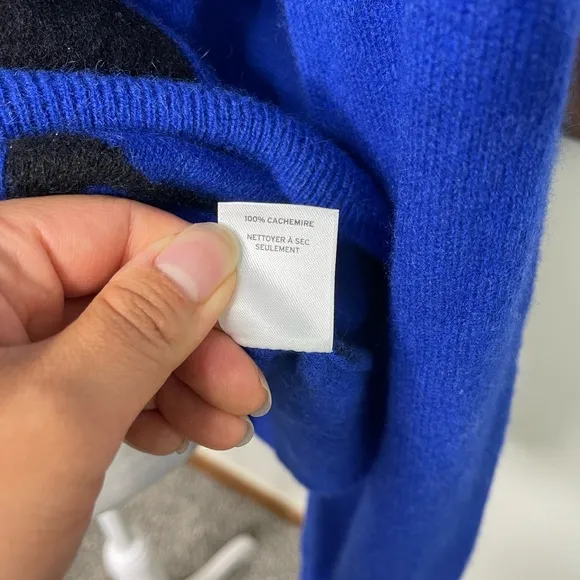 100% CACHEMIRE
NETTOYER À SEC
SEULEMENT